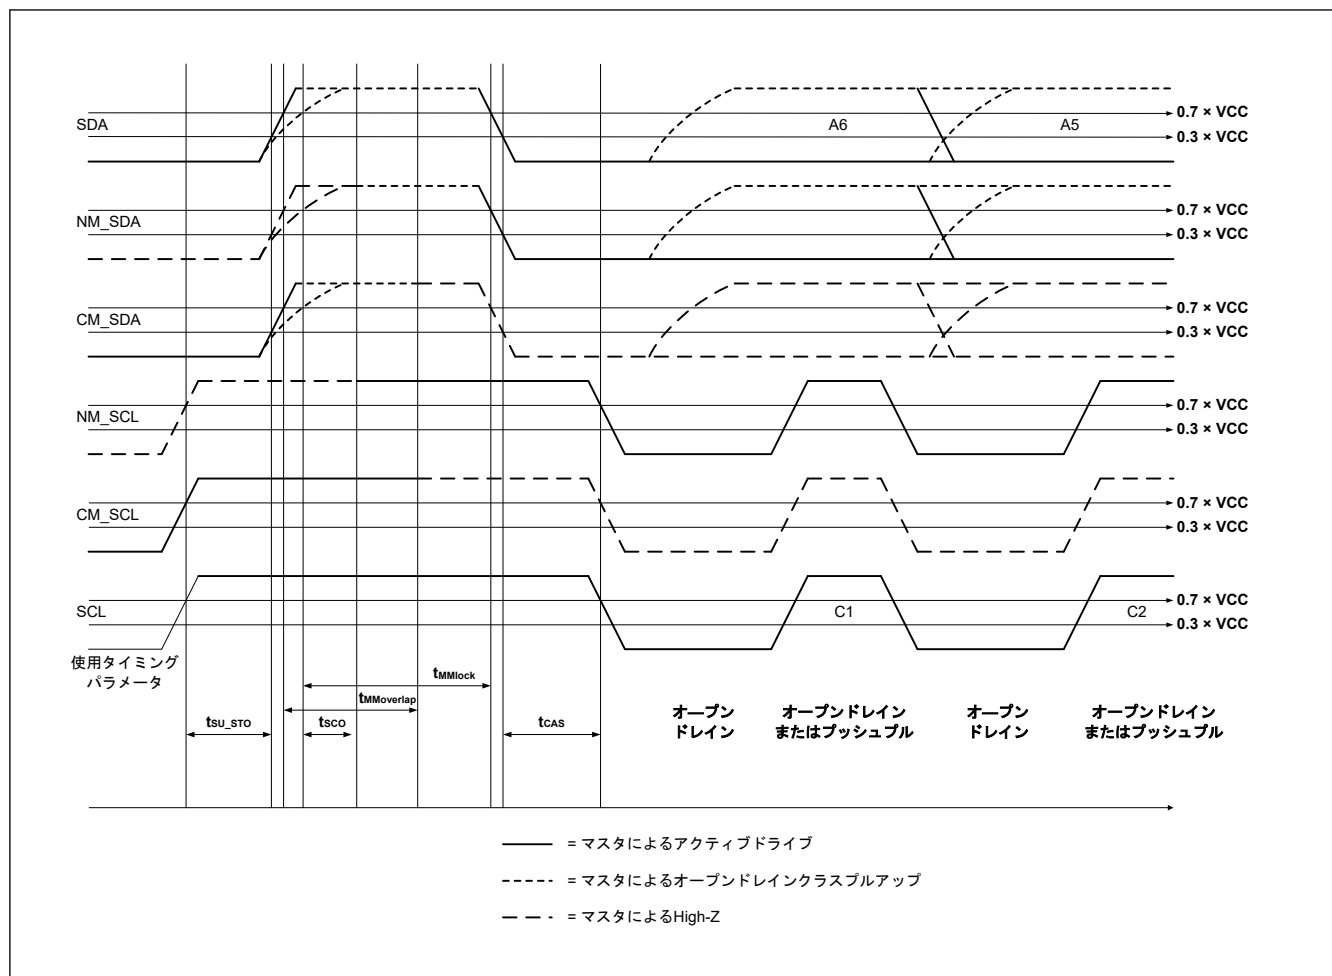 SDA
A6
A5
0.7 × VCC
0.3 × VCC
NM_SDA
0.7 × VCC
0.3 × VCC
CM_SDA
0.7 × VCC
0.3 × VCC
NM_SCL
0.7 × VCC
0.3 × VCC
CM_SCL
0.7 × VCC
0.3 × VCC
SCL
C1
C2
0.7 × VCC
0.3 × VCC
使用タイミング
パラメータ
tMMlock
tMMoverlap
tSU_STO
tSCO
tCAS
オープン
ドレイン
オープンドレイン
またはプッシュプル
オープン
ドレイン
オープンドレイン
またはプッシュプル
= マスタによるアクティブドライブ
= マスタによるオープンドレインクラスプルアップ
= マスタによるHigh-Z